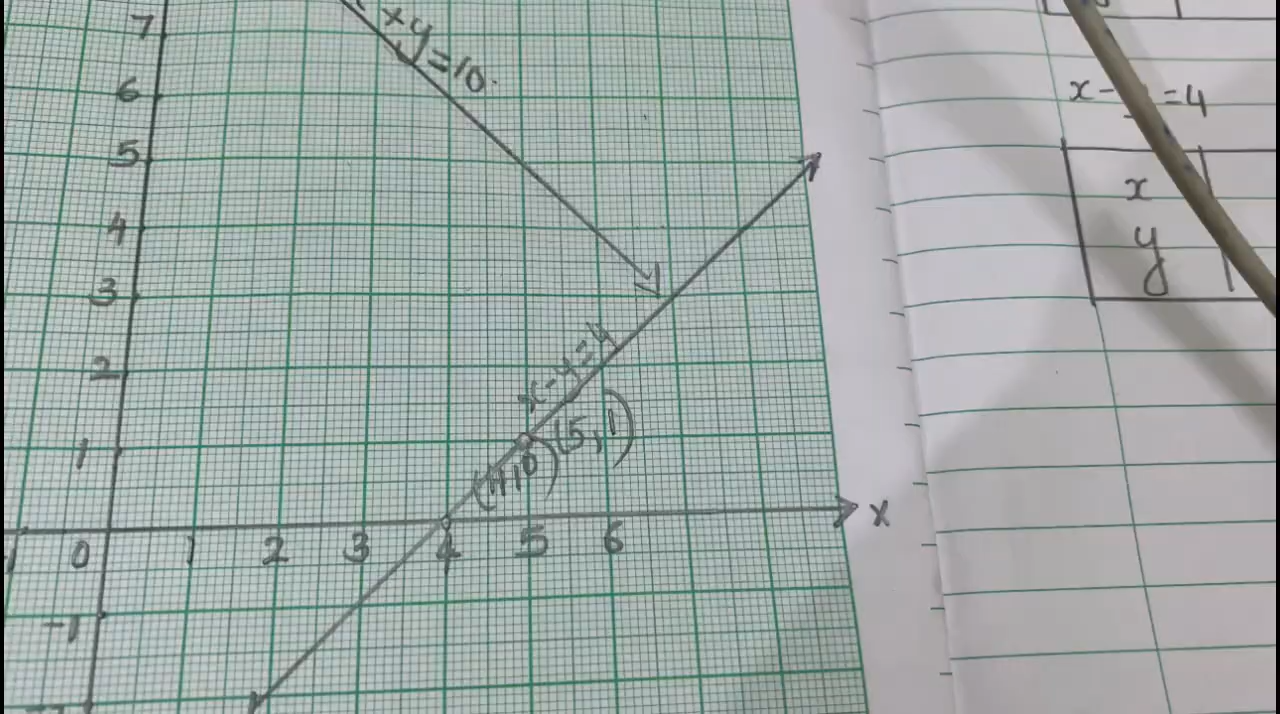 7
x+y=10
6
x-y=4
5
x
4
y
3
x-y=4
2
(5,1)
1
(4,0)
x
0 1 2 3 4 5 6
-1